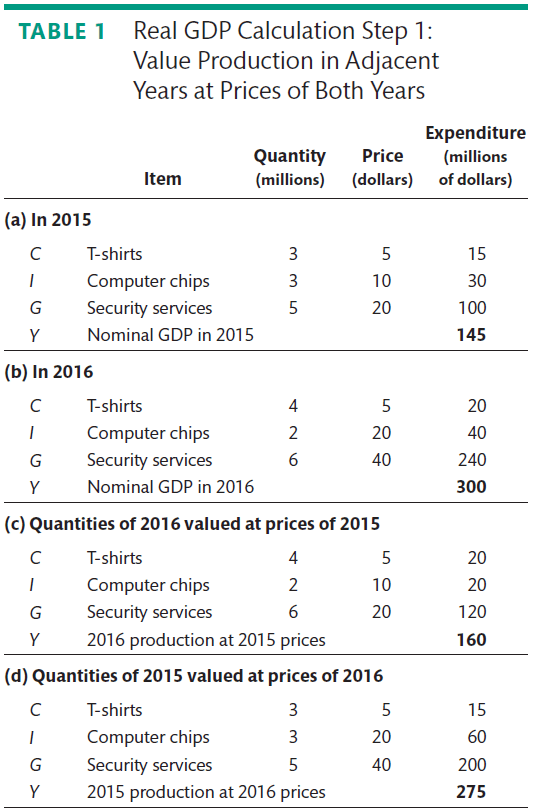 TABLE 1 Real GDP Calculation Step 1:
Value Production in Adjacent
Years at Prices of Both Years
Item Quantity (millions) Price (dollars) Expenditure (millions of dollars)
(a) In 2015
C T-shirts 3 5 15
I Computer chips 3 10 30
G Security services 5 20 100
Y Nominal GDP in 2015 145
(b) In 2016
C T-shirts 4 5 20
I Computer chips 2 20 40
G Security services 6 40 240
Y Nominal GDP in 2016 300
(c) Quantities of 2016 valued at prices of 2015
C T-shirts 4 5 20
I Computer chips 2 10 20
G Security services 6 20 120
Y 2016 production at 2015 prices 160
(d) Quantities of 2015 valued at prices of 2016
C T-shirts 3 5 15
I Computer chips 3 20 60
G Security services 5 40 200
Y 2015 production at 2016 prices 275